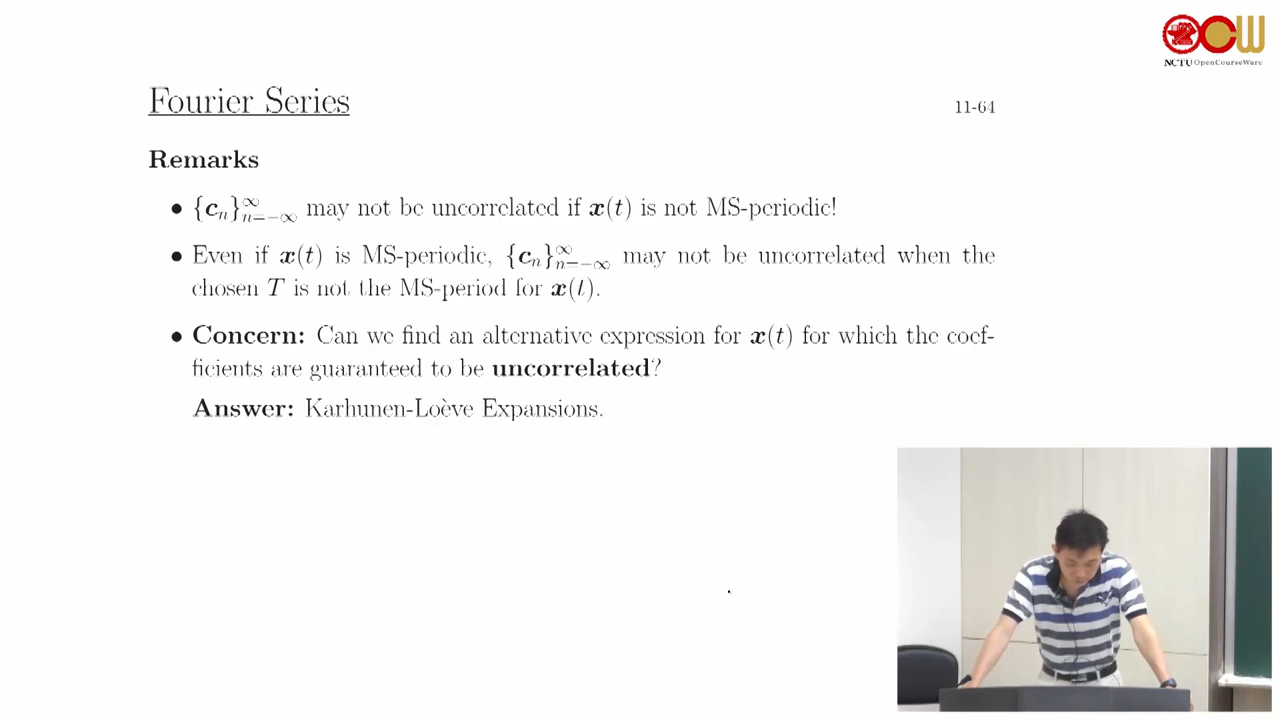 NCTU OpenCourseWare
Fourier Series 11-64
Remarks
• {c_n}_{n=-∞}^{∞} may not be uncorrelated if x(t) is not MS-periodic!
• Even if x(t) is MS-periodic, {c_n}_{n=-∞}^{∞} may not be uncorrelated when the
chosen T is not the MS-period for x(t).
• Concern: Can we find an alternative expression for x(t) for which the coef-
ficients are guaranteed to be uncorrelated?
Answer: Karhunen-Loève Expansions.